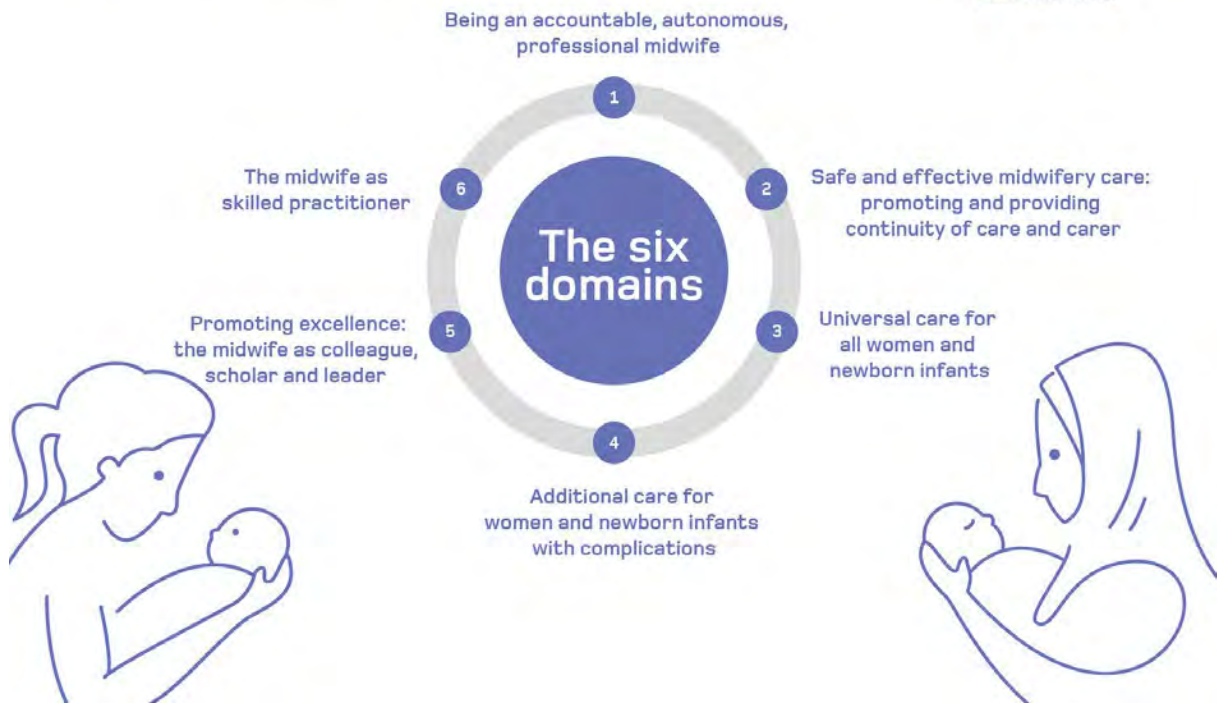 Being an accountable, autonomous,
professional midwife
1
The midwife as
skilled practitioner
6
2
Safe and effective midwifery care:
promoting and providing
continuity of care and carer
The six
domains
Promoting excellence:
the midwife as colleague,
scholar and leader
5
3
Universal care for
all women and
newborn infants
4
Additional care for
women and newborn infants
with complications